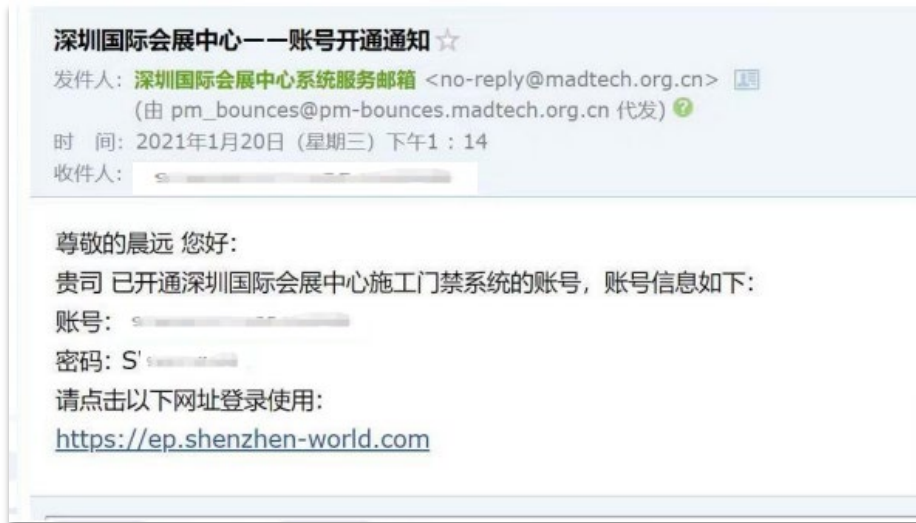 深圳国际会展中心——账号开通通知
发件人: 深圳国际会展中心系统服务邮箱 <no-reply@madtech.org.cn>
(由 pm_bounces@pm-bounces.madtech.org.cn 代发)
时 间: 2021年1月20日 (星期三) 下午1:14
收件人:
尊敬的晨远 您好:
贵司 已开通深圳国际会展中心施工门禁系统的账号, 账号信息如下:
账号:
密码: S
请点击以下网址登录使用:
https://ep.shenzhen-world.com